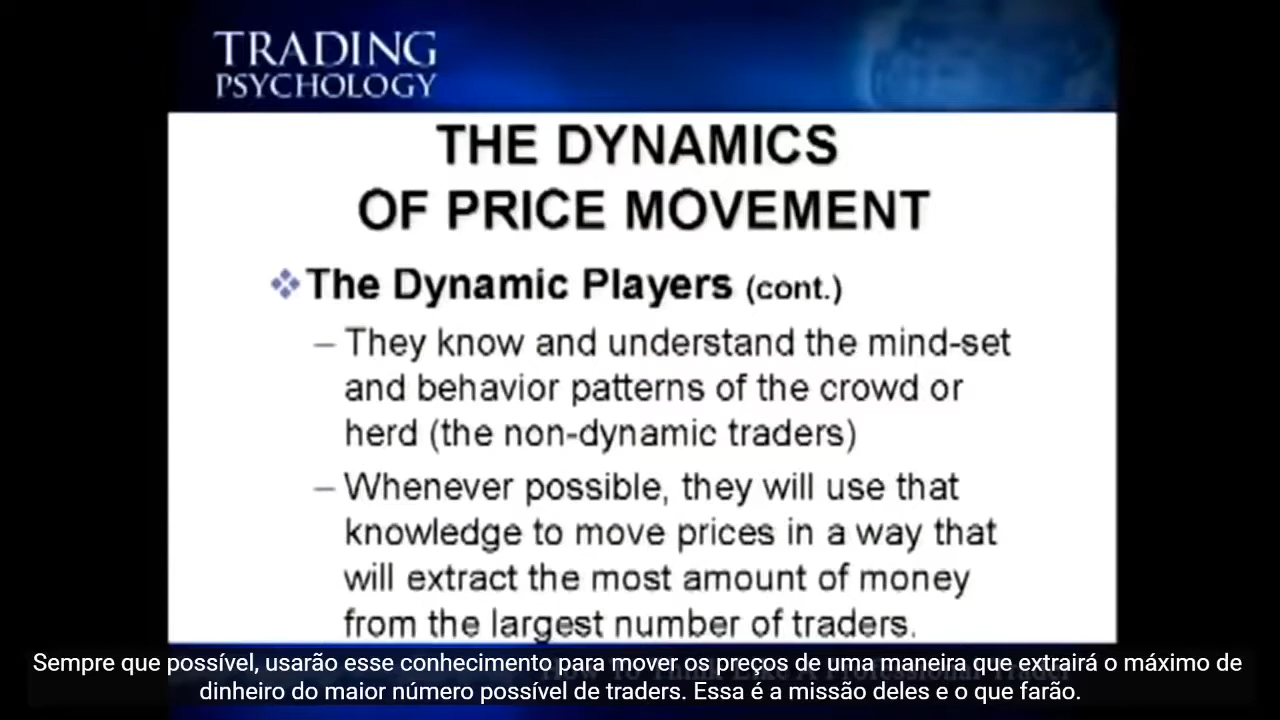 TRADING
PSYCHOLOGY
THE DYNAMICS
OF PRICE MOVEMENT
The Dynamic Players (cont.)
– They know and understand the mind-set
and behavior patterns of the crowd or
herd (the non-dynamic traders)
– Whenever possible, they will use that
knowledge to move prices in a way that
will extract the most amount of money
from the largest number of traders.
Sempre que possível, usarão esse conhecimento para mover os preços de uma maneira que extrairá o máximo de
dinheiro do maior número possível de traders. Essa é a missão deles e o que farão.